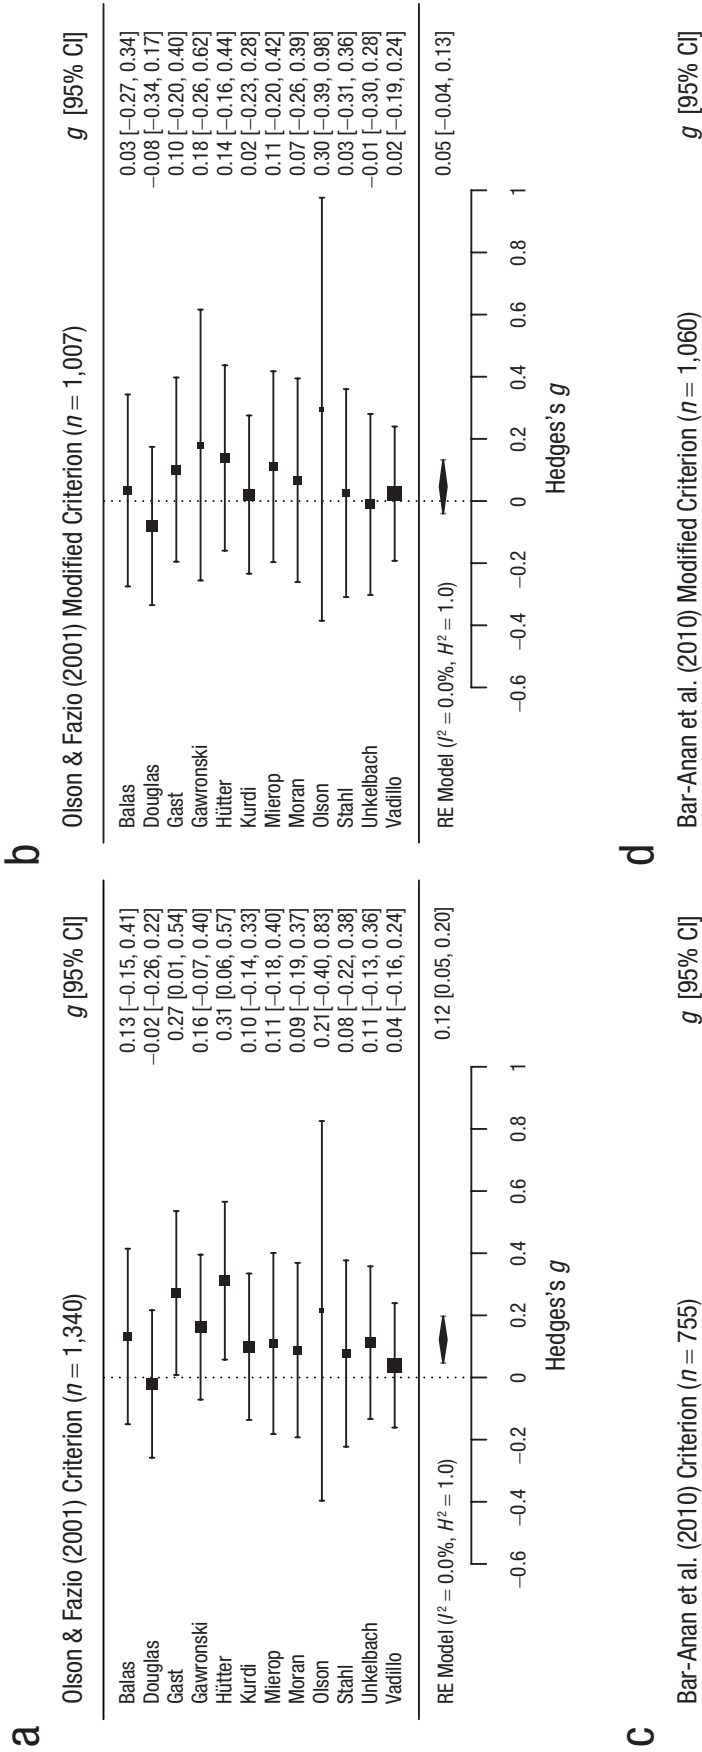 a
Olson & Fazio (2001) Criterion (n = 1,340)
g [95% CI]
Balas 0.13 [−0.15, 0.41]
Douglas −0.02 [−0.26, 0.22]
Gast 0.27 [0.01, 0.54]
Gawronski 0.16 [−0.07, 0.40]
Hütter 0.31 [0.06, 0.57]
Kurdi 0.10 [−0.14, 0.33]
Mierop 0.11 [−0.18, 0.40]
Moran 0.09 [−0.19, 0.37]
Olson 0.21[−0.40, 0.83]
Stahl 0.08 [−0.22, 0.38]
Unkelbach 0.11 [−0.13, 0.36]
Vadillo 0.04 [−0.16, 0.24]
RE Model (I² = 0.0%, H² = 1.0) 0.12 [0.05, 0.20]
−0.6 −0.4 −0.2 0 0.2 0.4 0.6 0.8 1
Hedges's g
b
Olson & Fazio (2001) Modified Criterion (n = 1,007)
g [95% CI]
Balas 0.03 [−0.27, 0.34]
Douglas −0.08 [−0.34, 0.17]
Gast 0.10 [−0.20, 0.40]
Gawronski 0.18 [−0.26, 0.62]
Hütter 0.14 [−0.16, 0.44]
Kurdi 0.02 [−0.23, 0.28]
Mierop 0.11 [−0.20, 0.42]
Moran 0.07 [−0.26, 0.39]
Olson 0.30 [−0.39, 0.98]
Stahl 0.03 [−0.31, 0.36]
Unkelbach −0.01 [−0.30, 0.28]
Vadillo 0.02 [−0.19, 0.24]
RE Model (I² = 0.0%, H² = 1.0) 0.05 [−0.04, 0.13]
−0.6 −0.4 −0.2 0 0.2 0.4 0.6 0.8 1
Hedges's g
c
Bar-Anan et al. (2010) Criterion (n = 755)
g [95% CI]
d
Bar-Anan et al. (2010) Modified Criterion (n = 1,060)
g [95% CI]